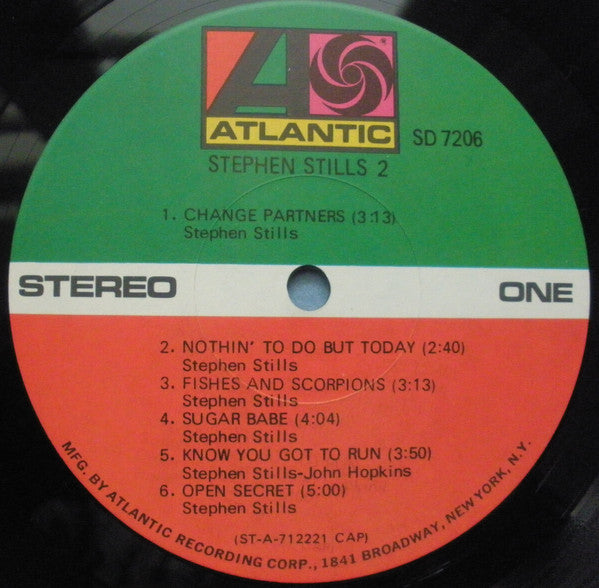 ATLANTIC
SD 7206
STEPHEN STILLS 2
1. CHANGE PARTNERS (3:13)
Stephen Stills
STEREO
ONE
2. NOTHIN' TO DO BUT TODAY (2:40)
Stephen Stills
3. FISHES AND SCORPIONS (3:13)
Stephen Stills
4. SUGAR BABE (4:04)
Stephen Stills
5. KNOW YOU GOT TO RUN (3:50)
Stephen Stills-John Hopkins
6. OPEN SECRET (5:00)
Stephen Stills
(ST-A-712221 CAP)
MFG. BY ATLANTIC RECORDING CORP., 1841 BROADWAY, NEW YORK, N.Y.